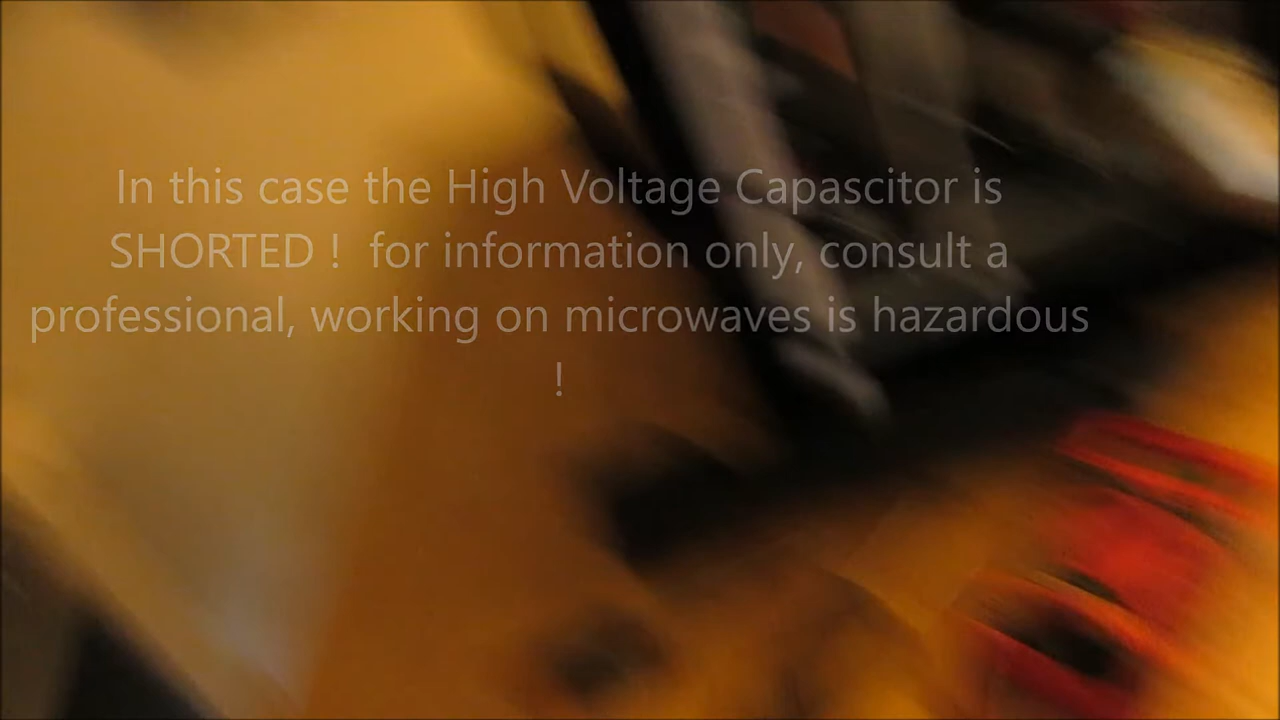 In this case the High Voltage Capascitor is
SHORTED !  for information only, consult a
professional, working on microwaves is hazardous
!